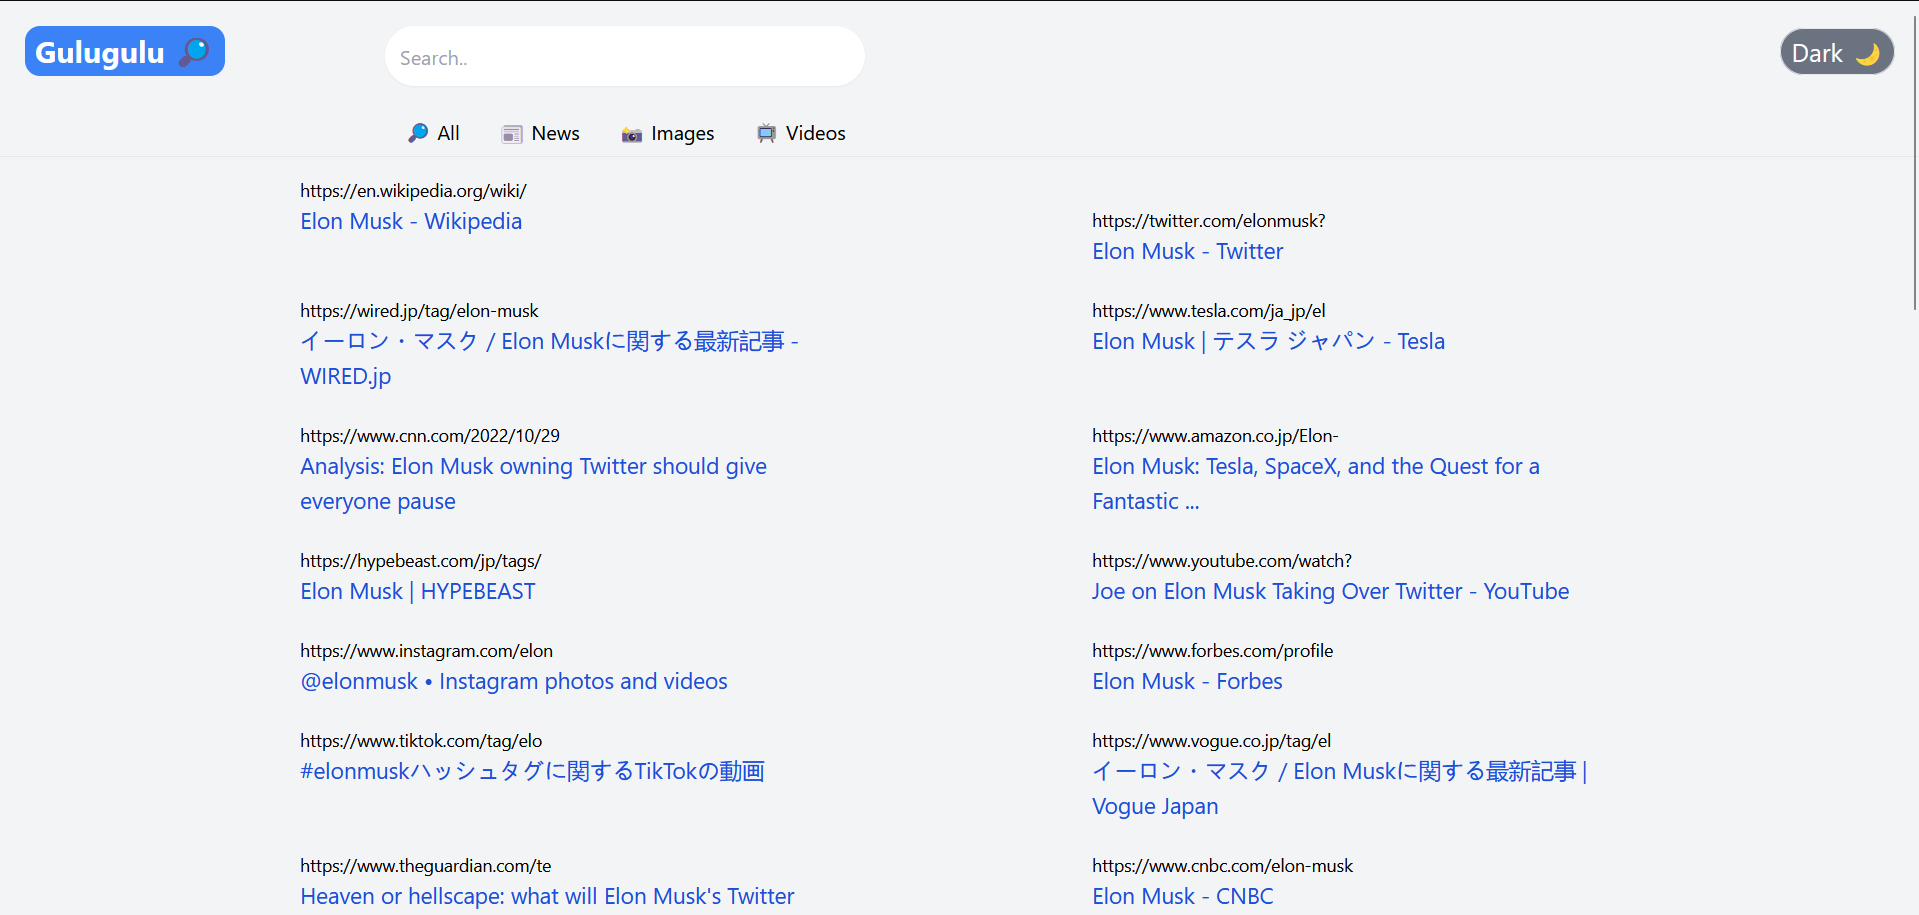 Gulugulu
Search..
Dark
All
News
Images
Videos
https://en.wikipedia.org/wiki/
Elon Musk - Wikipedia
https://twitter.com/elonmusk?
Elon Musk - Twitter
https://wired.jp/tag/elon-musk
イーロン・マスク / Elon Muskに関する最新記事 -
WIRED.jp
https://www.tesla.com/ja_jp/el
Elon Musk | テスラ ジャパン - Tesla
https://www.cnn.com/2022/10/29
Analysis: Elon Musk owning Twitter should give
everyone pause
https://www.amazon.co.jp/Elon-
Elon Musk: Tesla, SpaceX, and the Quest for a
Fantastic ...
https://hypebeast.com/jp/tags/
Elon Musk | HYPEBEAST
https://www.youtube.com/watch?
Joe on Elon Musk Taking Over Twitter - YouTube
https://www.instagram.com/elon
@elonmusk • Instagram photos and videos
https://www.forbes.com/profile
Elon Musk - Forbes
https://www.tiktok.com/tag/elo
#elonmuskハッシュタグに関するTikTokの動画
https://www.vogue.co.jp/tag/el
イーロン・マスク / Elon Muskに関する最新記事 |
Vogue Japan
https://www.theguardian.com/te
Heaven or hellscape: what will Elon Musk's Twitter
https://www.cnbc.com/elon-musk
Elon Musk - CNBC